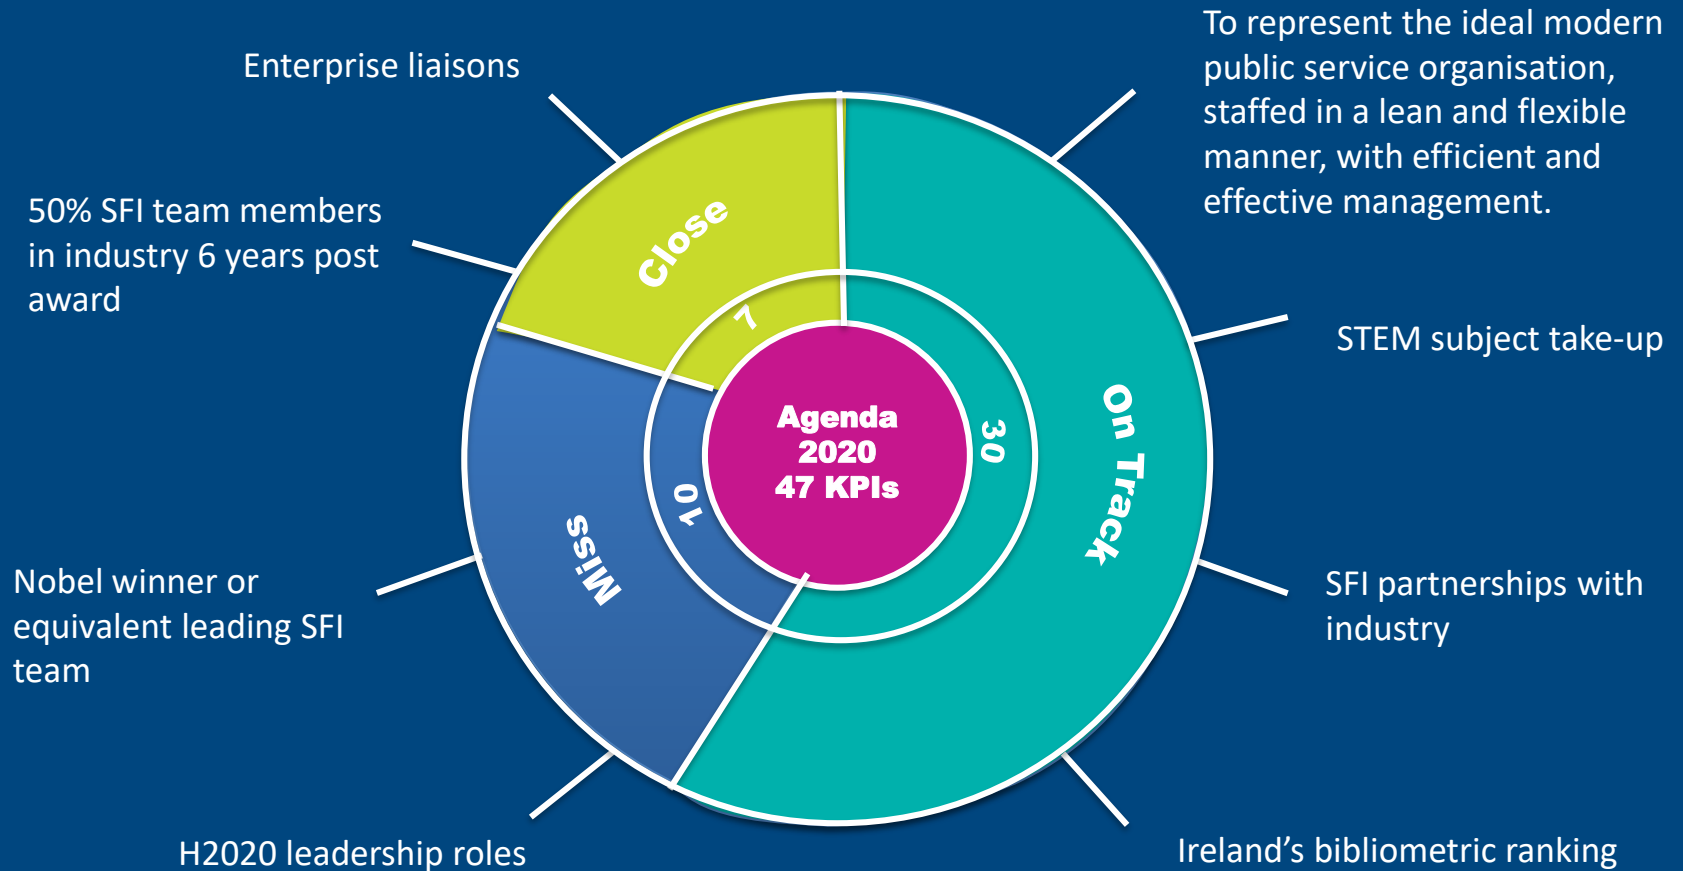 Enterprise liaisons
50% SFI team members
in industry 6 years post
award
Nobel winner or
equivalent leading SFI
team
H2020 leadership roles
Close
7
Miss
10
Agenda
2020
47 KPIs
30
On Track
To represent the ideal modern
public service organisation,
staffed in a lean and flexible
manner, with efficient and
effective management.
STEM subject take-up
SFI partnerships with
industry
Ireland’s bibliometric ranking